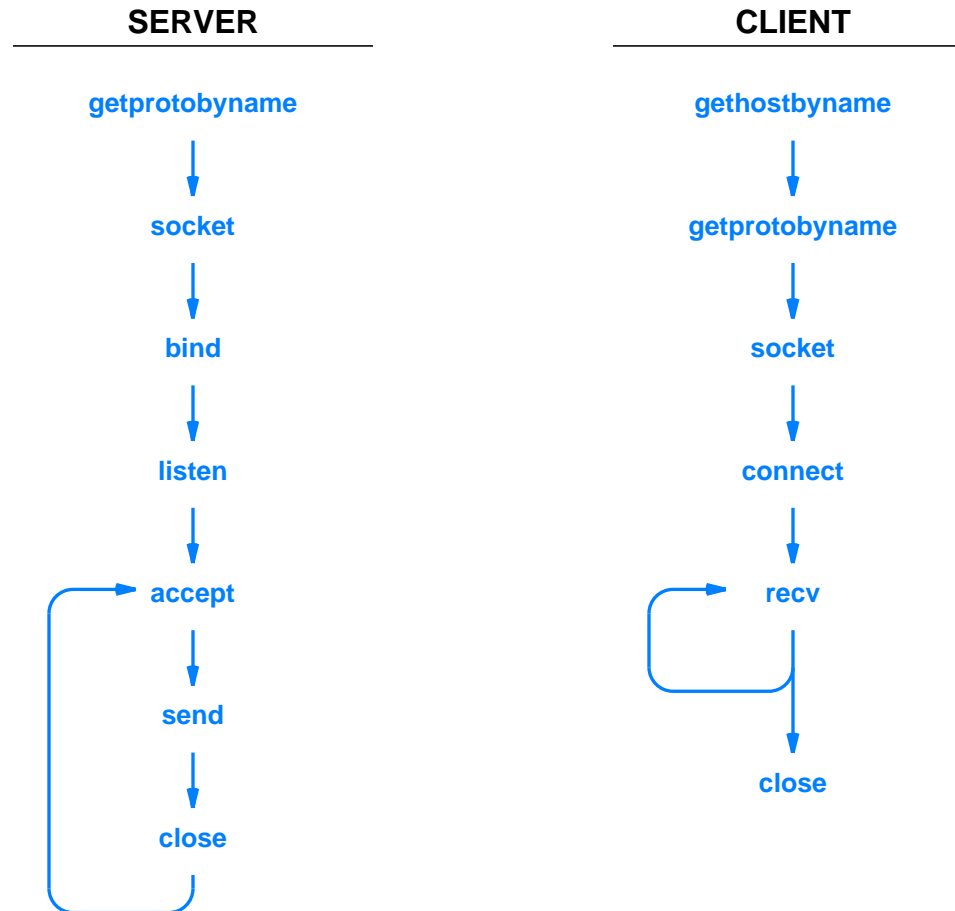 SERVER
getprotobyname
socket
bind
listen
accept
send
close
CLIENT
gethostbyname
getprotobyname
socket
connect
recv
close